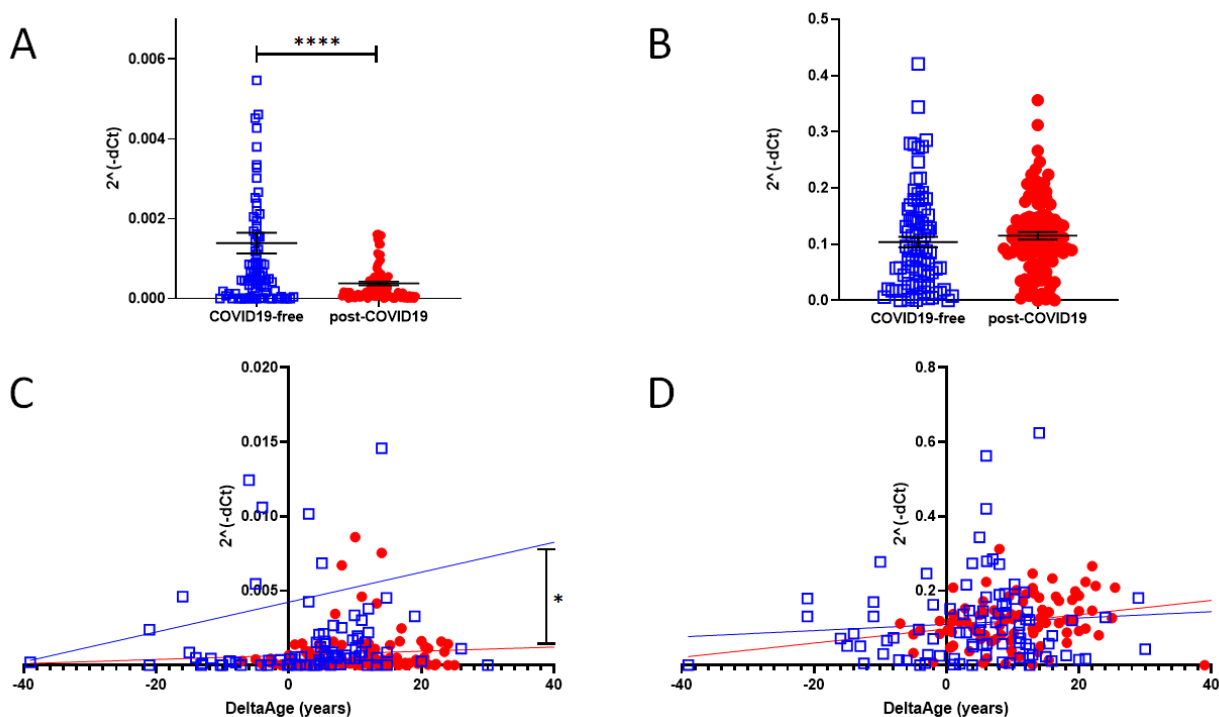 A
****
2^(-dCt)
0.006
0.004
0.002
0.000
COVID19-free post-COVID19
B
2^(-dCt)
0.5
0.4
0.3
0.2
0.1
0.0
COVID19-free post-COVID19
C
2^(-dCt)
0.020
0.015
0.010
0.005
*
-40 -20 0 20 40
DeltaAge (years)
D
2^(-dCt)
0.8
0.6
0.4
0.2
-40 -20 0 20 40
DeltaAge (years)